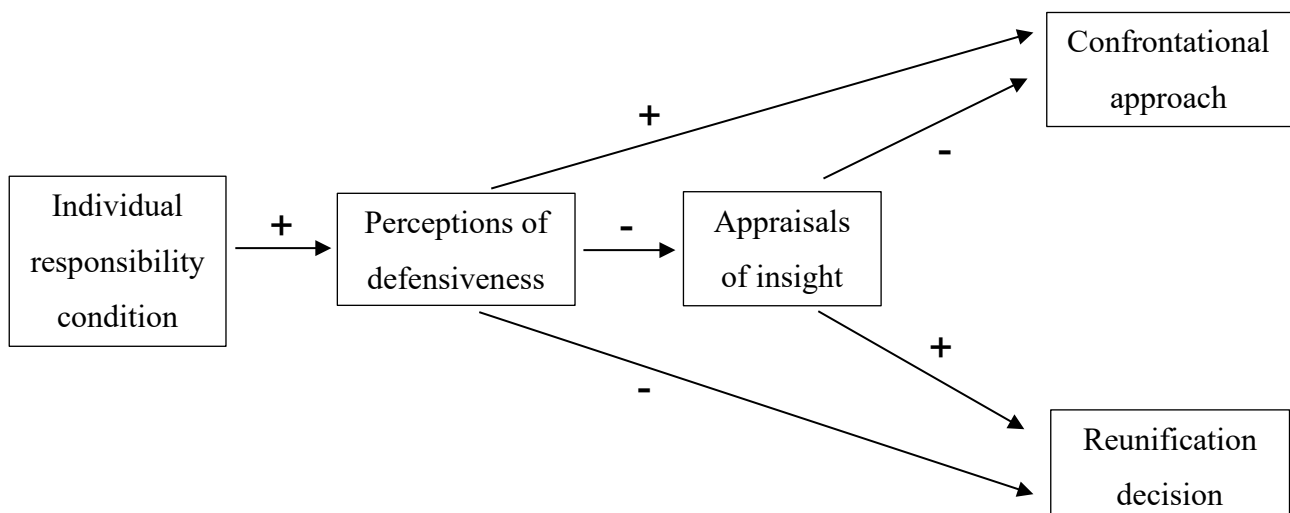 Confrontational
approach
+
-
Individual
responsibility
condition
+
Perceptions of
defensiveness
-
Appraisals
of insight
+
-
Reunification
decision